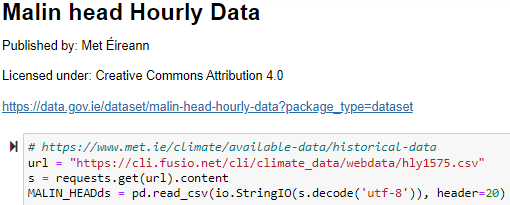 Malin head Hourly Data
Published by: Met Éireann
Licensed under: Creative Commons Attribution 4.0
https://data.gov.ie/dataset/malin-head-hourly-data?package_type=dataset
# https://www.met.ie/climate/available-data/historical-data
url = "https://cli.fusio.net/cli/climate_data/webdata/hly1575.csv"
s = requests.get(url).content
MALIN_HEADds = pd.read_csv(io.StringIO(s.decode('utf-8')), header=20)